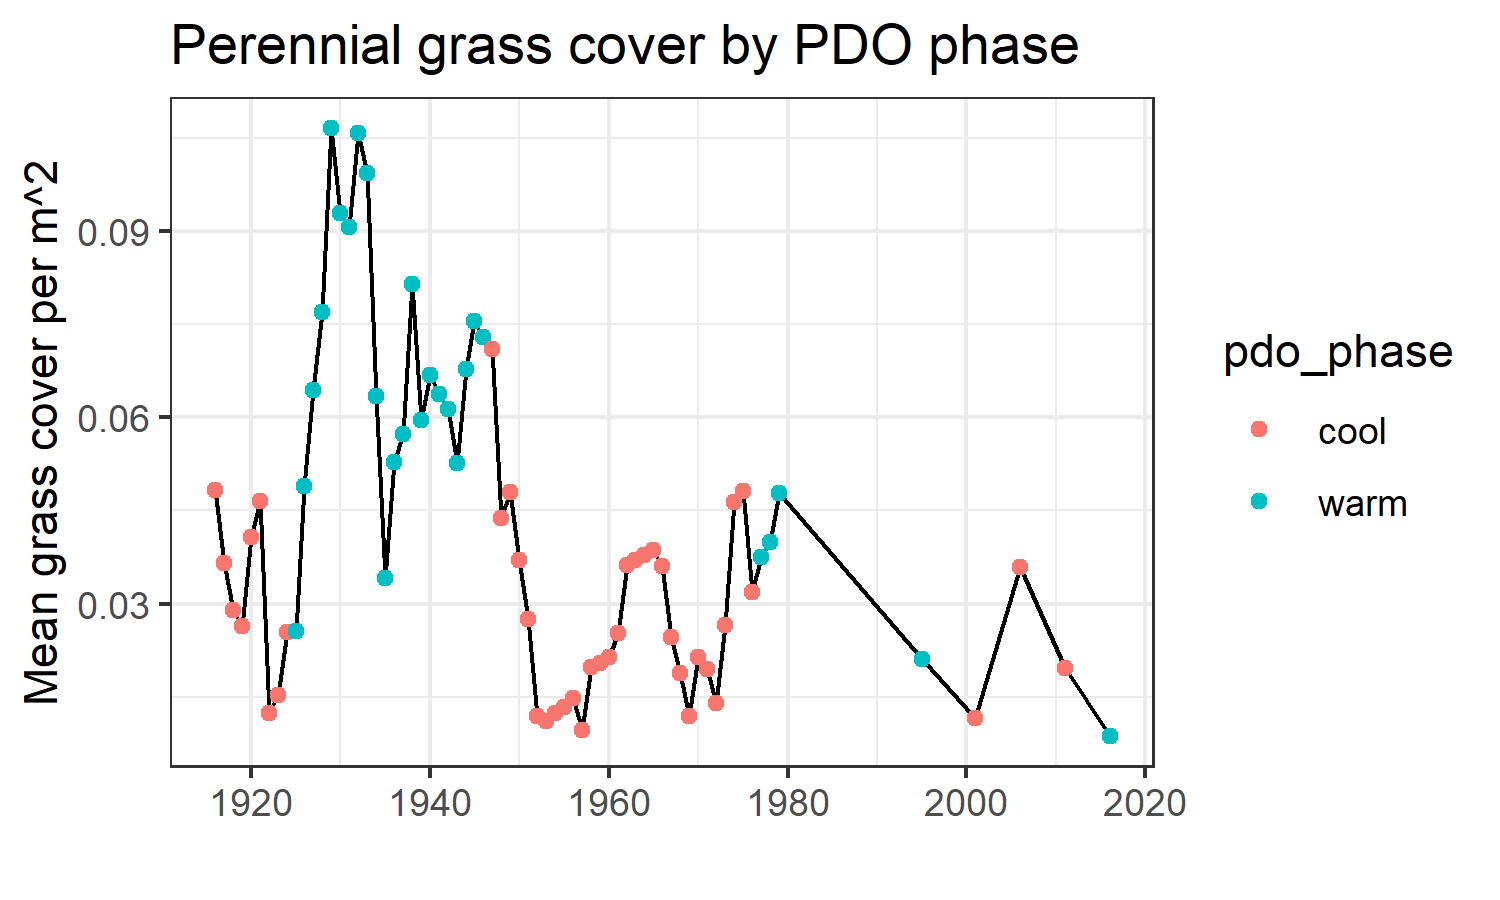 Perennial grass cover by PDO phase
Mean grass cover per m^2
0.09
0.06
0.03
1920 1940 1960 1980 2000 2020
pdo_phase
cool
warm